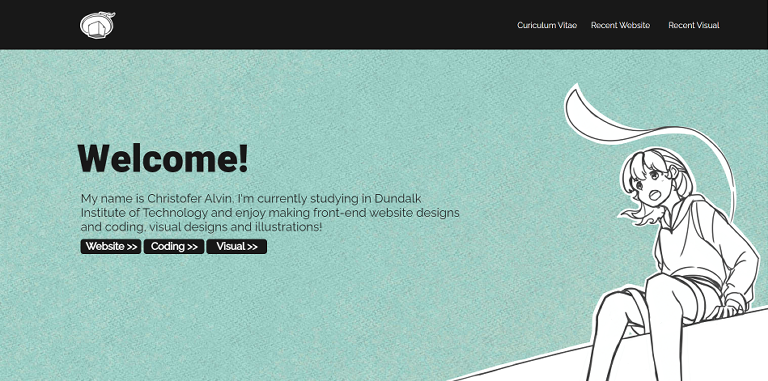 Curiculum Vitae
Recent Website
Recent Visual
Welcome!
My name is Christofer Alvin. I'm currently studying in Dundalk
Institute of Technology and enjoy making front-end website designs
and coding, visual designs and illustrations!
Website >>
Coding >>
Visual >>